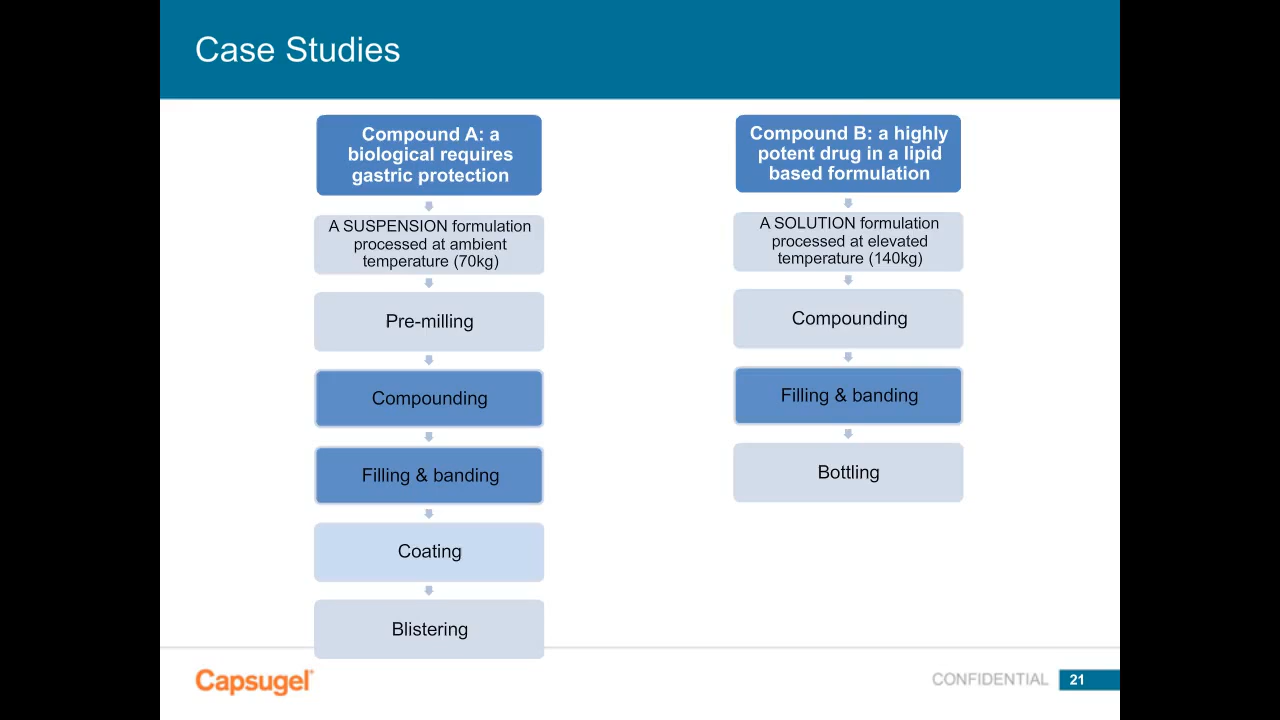 Case Studies
Compound A: a
biological requires
gastric protection
A SUSPENSION formulation
processed at ambient
temperature (70kg)
Pre-milling
Compounding
Filling & banding
Coating
Blistering
Compound B: a highly
potent drug in a lipid
based formulation
A SOLUTION formulation
processed at elevated
temperature (140kg)
Compounding
Filling & banding
Bottling
Capsugel®
CONFIDENTIAL
21